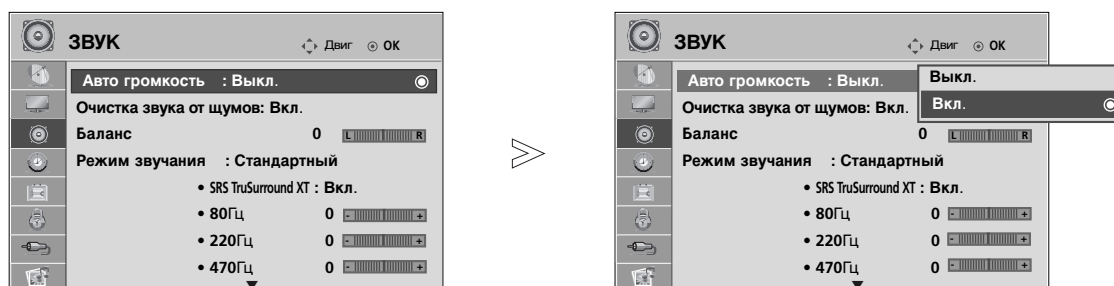 ЗВУК Двиг OK
Авто громкость : Выкл.
Очистка звука от щумов: Вкл.
Баланс 0 L R
Режим звучания : Стандартный
• SRS TruSurround XT : Вкл.
• 80Гц 0 - +
• 220Гц 0 - +
• 470Гц 0 - +
ЗВУК Двиг OK
Авто громкость : Выкл.
Выкл.
Вкл.
Очистка звука от щумов: Вкл.
Баланс 0 L R
Режим звучания : Стандартный
• SRS TruSurround XT : Вкл.
• 80Гц 0 - +
• 220Гц 0 - +
• 470Гц 0 - +